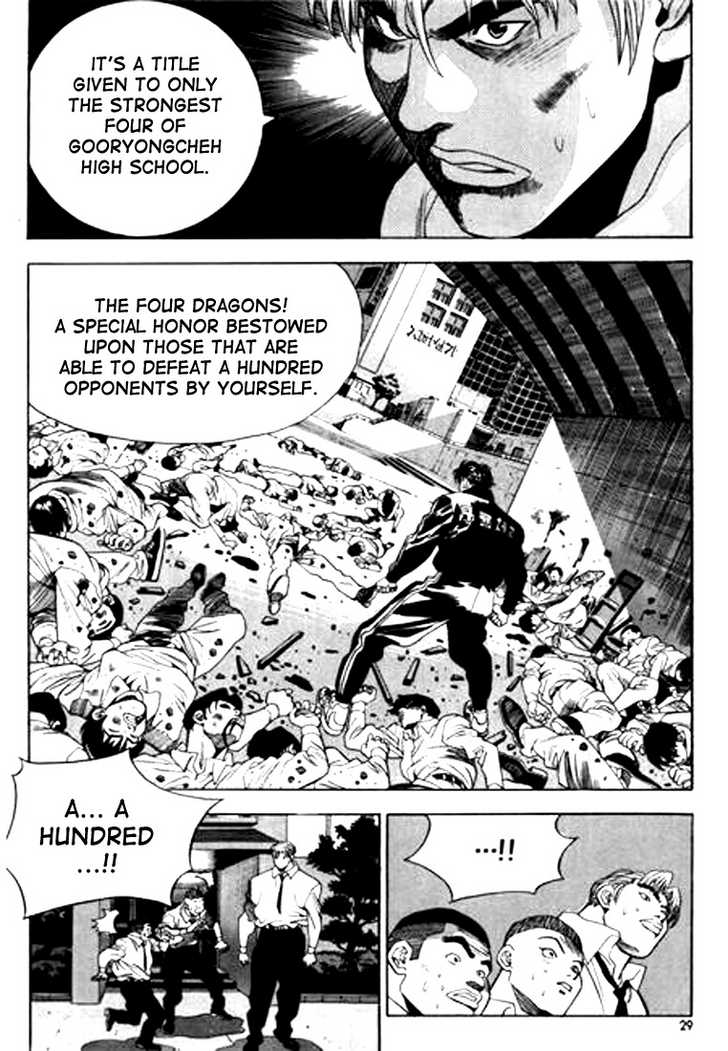 IT'S A TITLE
GIVEN TO ONLY
THE STRONGEST
FOUR OF
GOORYONGCHEH
HIGH SCHOOL.
THE FOUR DRAGONS!
A SPECIAL HONOR BESTOWED
UPON THOSE THAT ARE
ABLE TO DEFEAT A HUNDRED
OPPONENTS BY YOURSELF.
A... A
HUNDRED
...!!
...!!
29